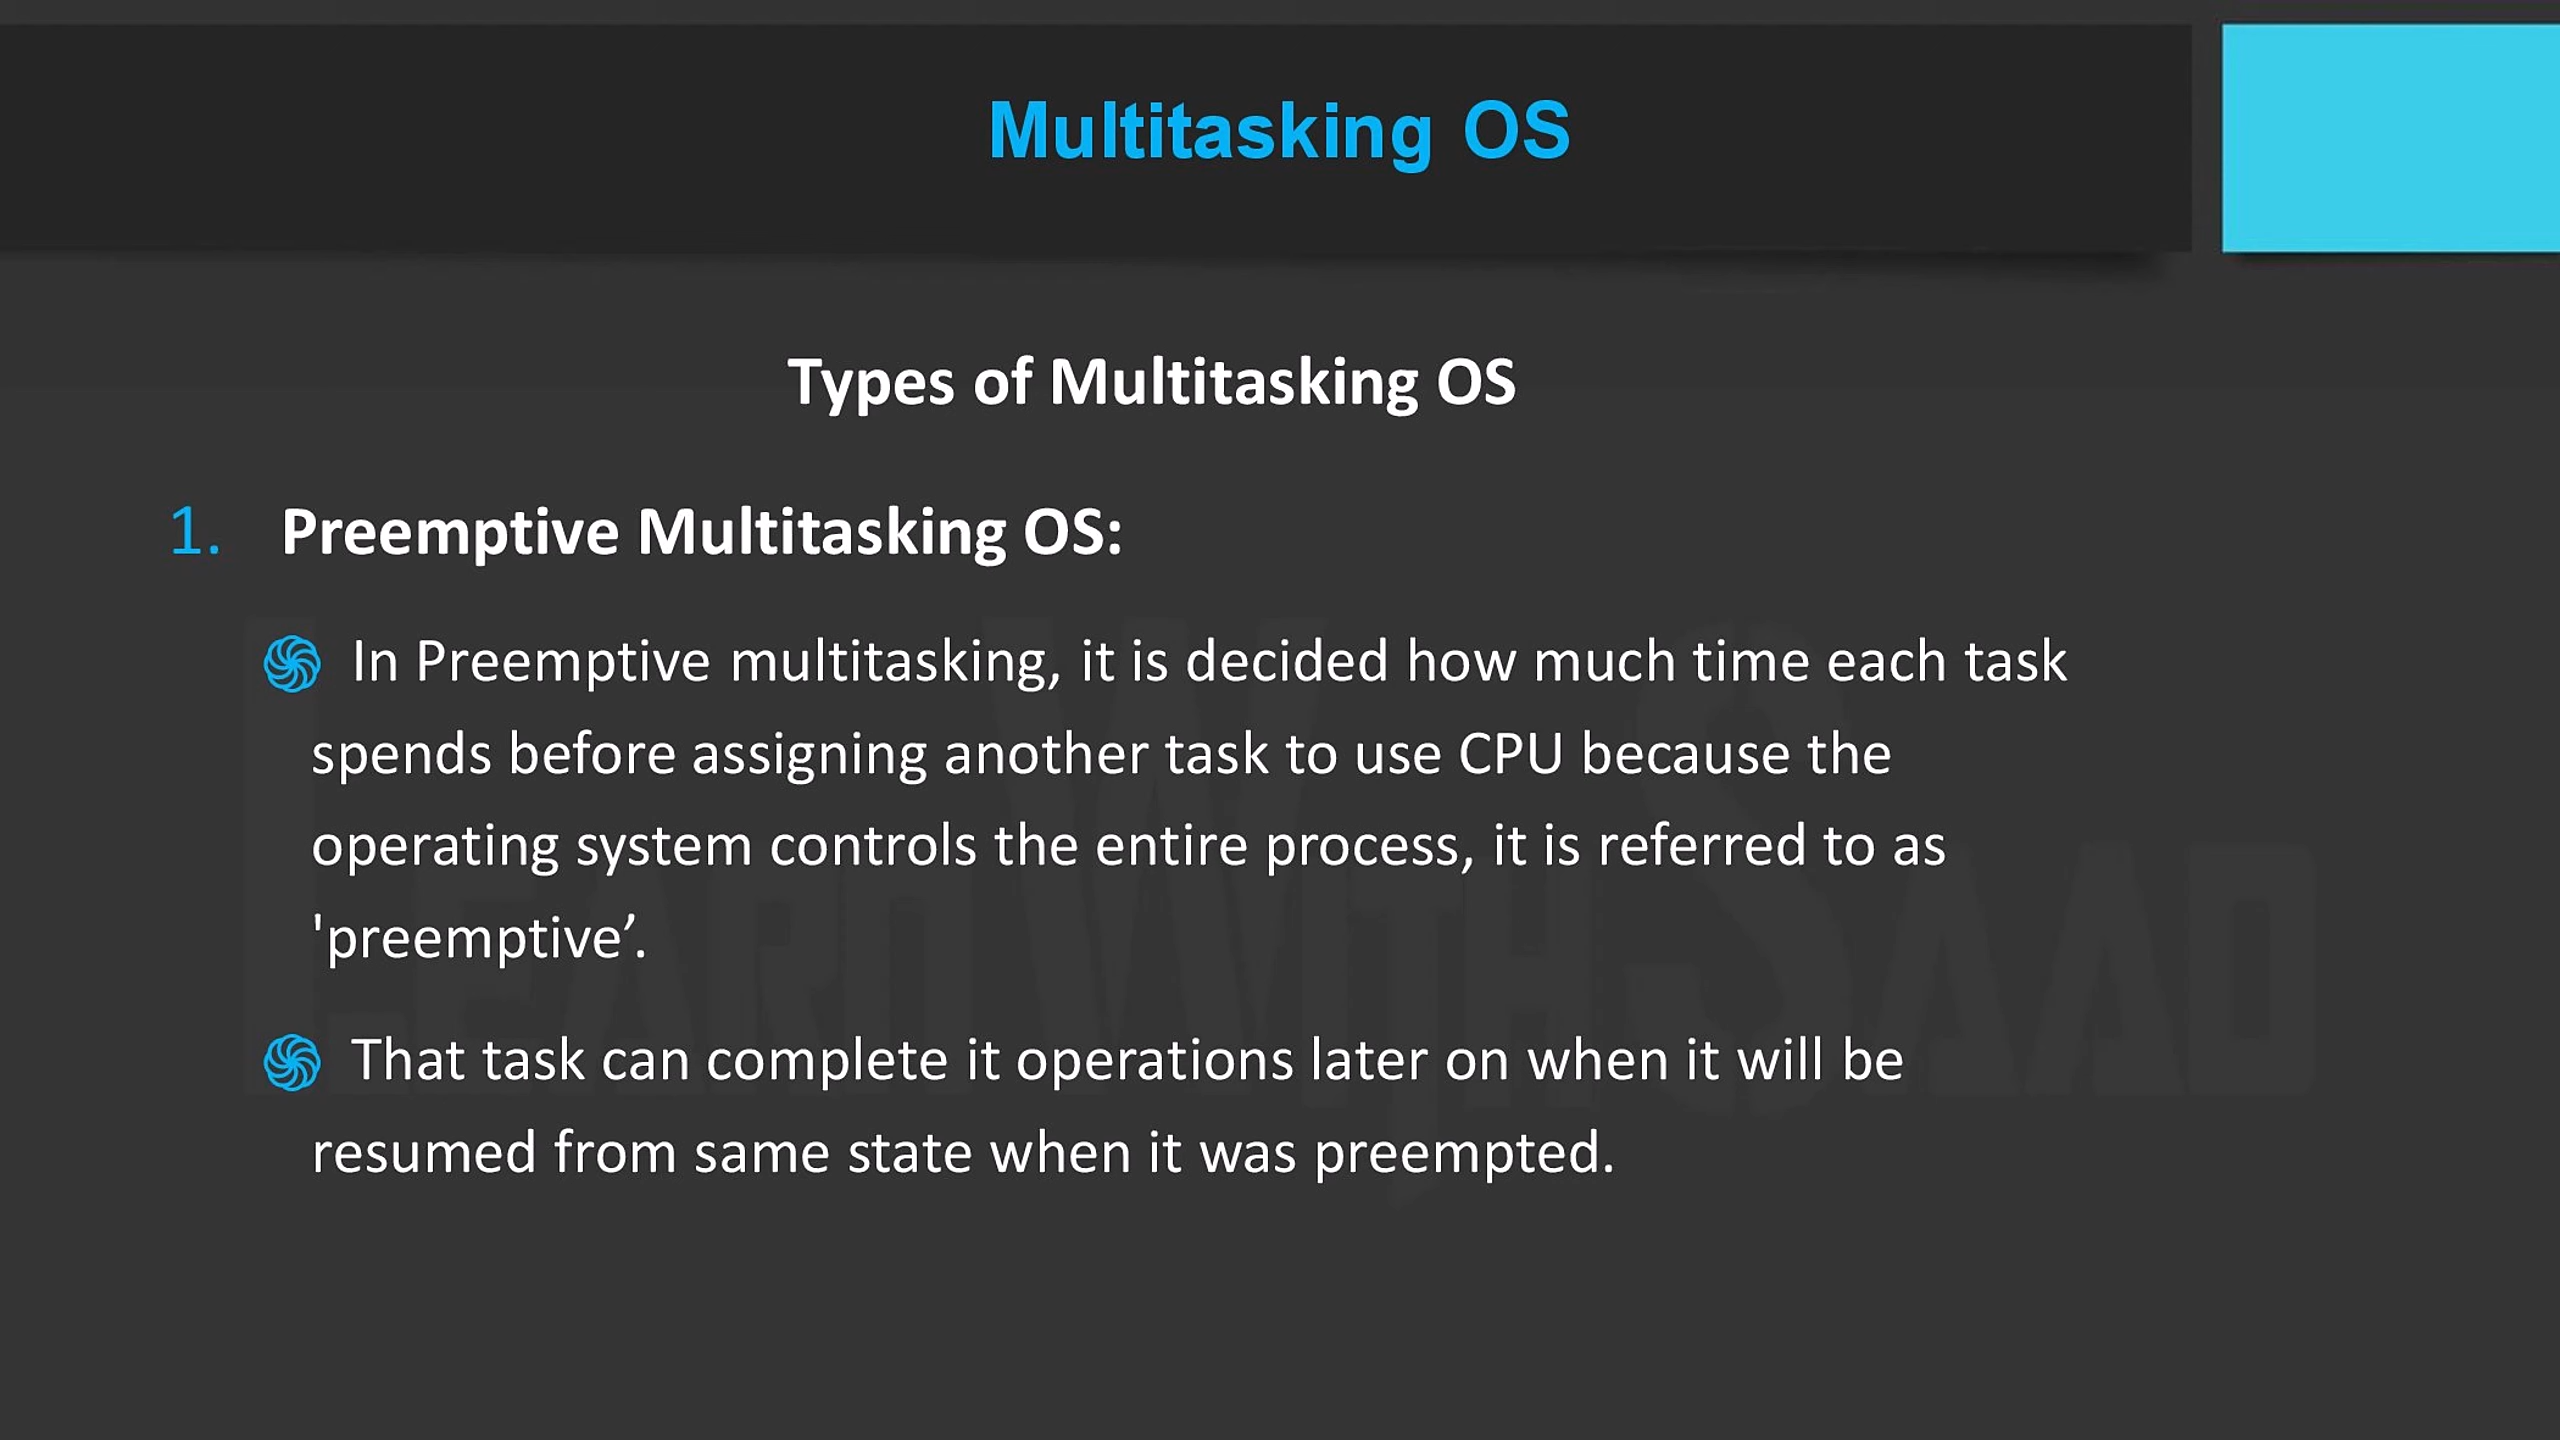 Multitasking OS
Types of Multitasking OS
1. Preemptive Multitasking OS:
In Preemptive multitasking, it is decided how much time each task
spends before assigning another task to use CPU because the
operating system controls the entire process, it is referred to as
'preemptive’.
That task can complete it operations later on when it will be
resumed from same state when it was preempted.
Learn With Saad